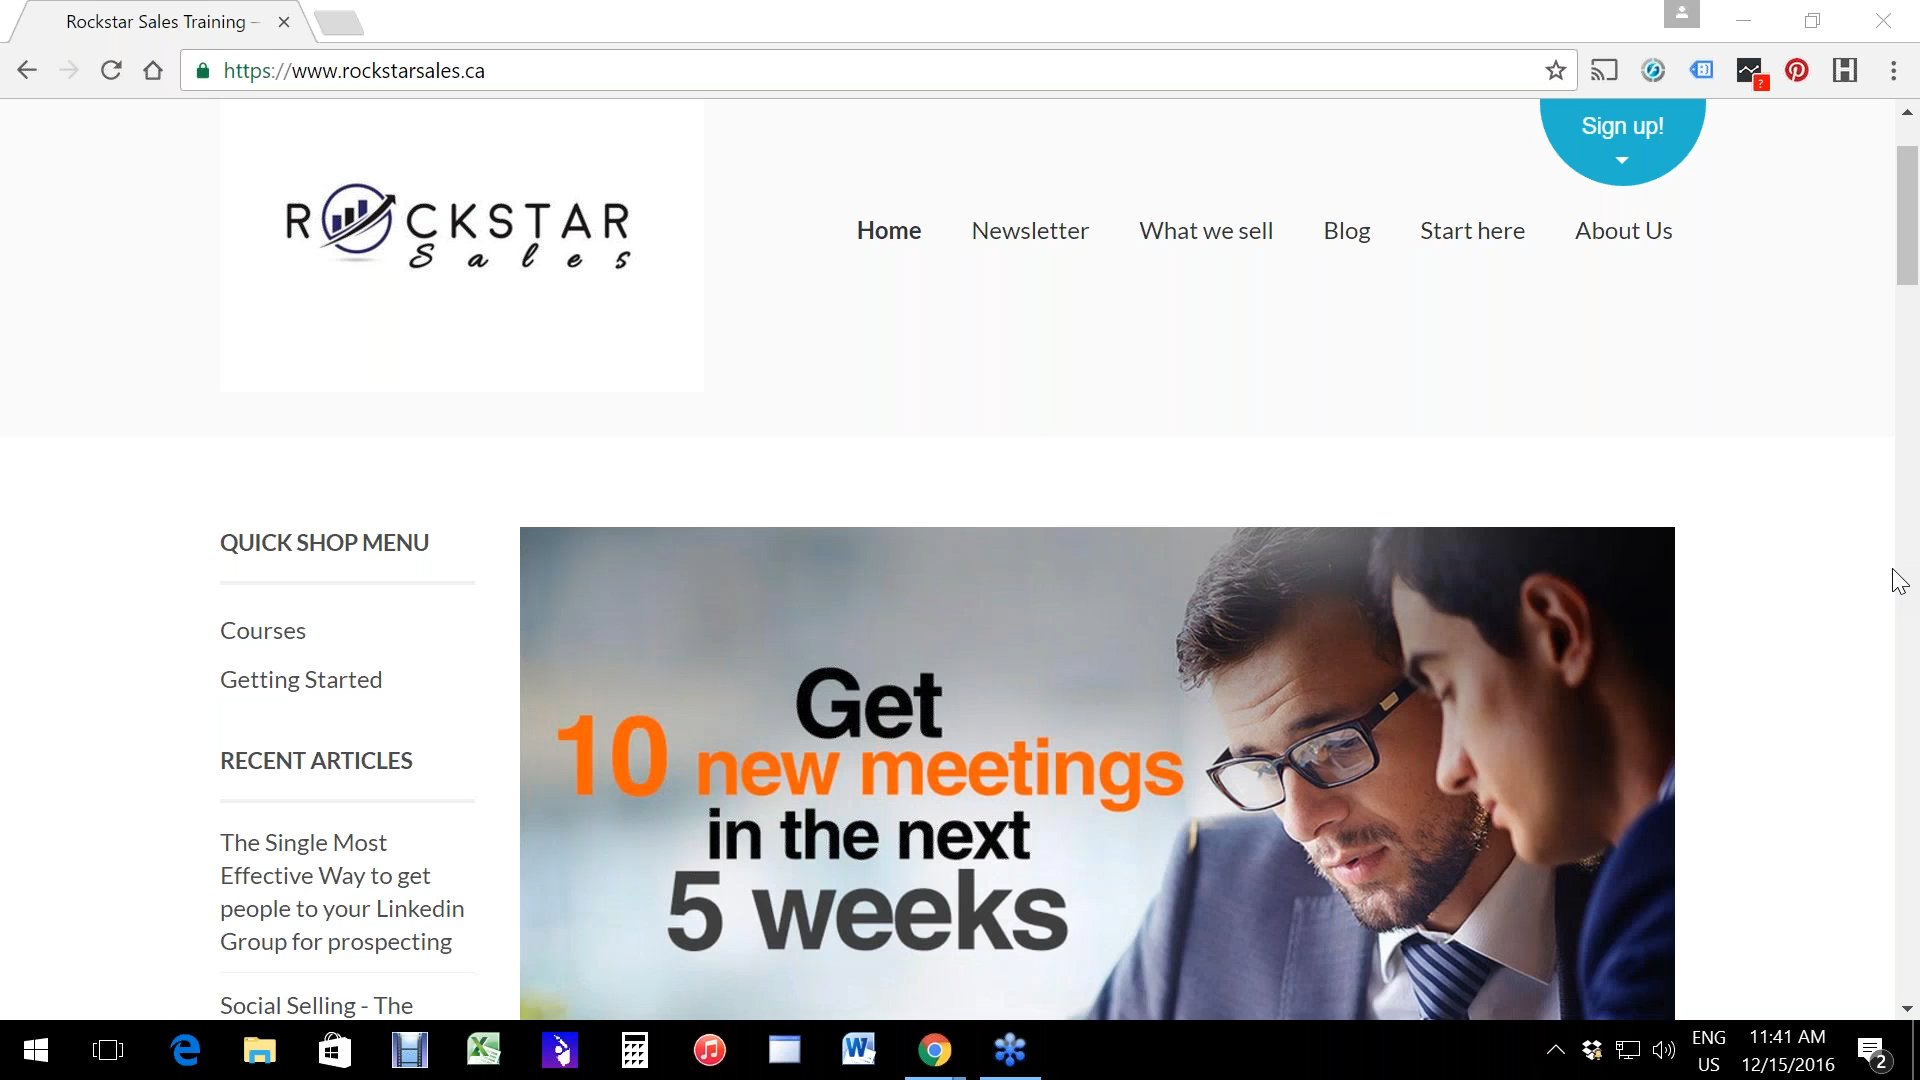 Rockstar Sales Training –
https://www.rockstarsales.ca
Sign up!
ROCKSTAR
Sales
Home
Newsletter
What we sell
Blog
Start here
About Us
QUICK SHOP MENU
Courses
Getting Started
RECENT ARTICLES
The Single Most
Effective Way to get
people to your Linkedin
Group for prospecting
Social Selling - The
Get
10 new meetings
in the next
5 weeks
ENG
US
11:41 AM
12/15/2016
2